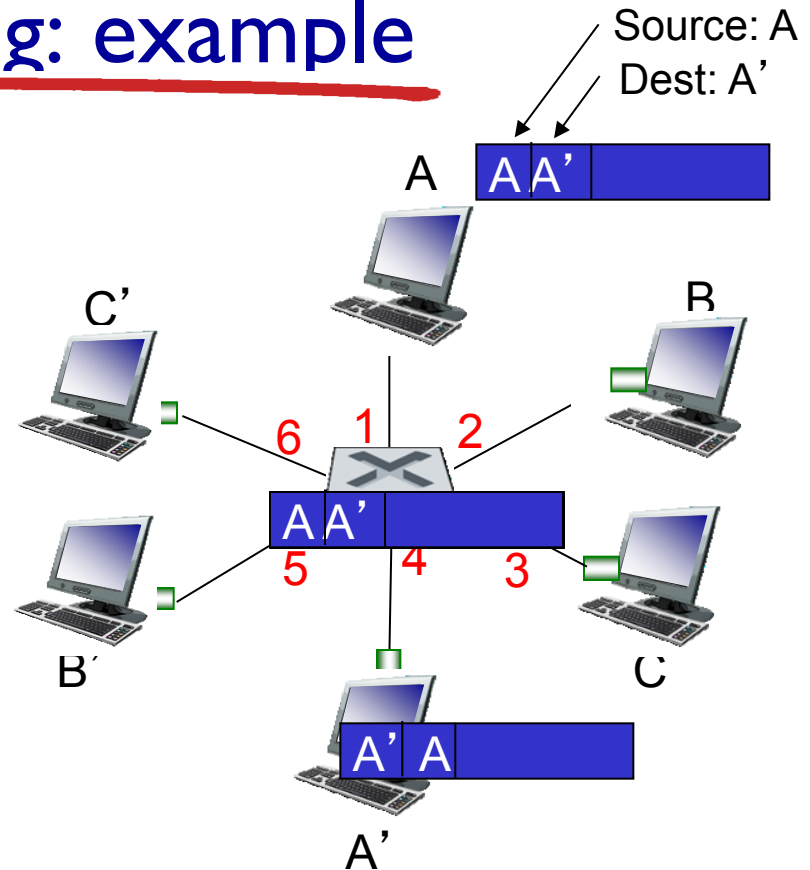 g: example
Source: A
Dest: A’
A
A A’
C’
B
6 1 2
A A’
5 4 3
B’
C
A’ A
A’